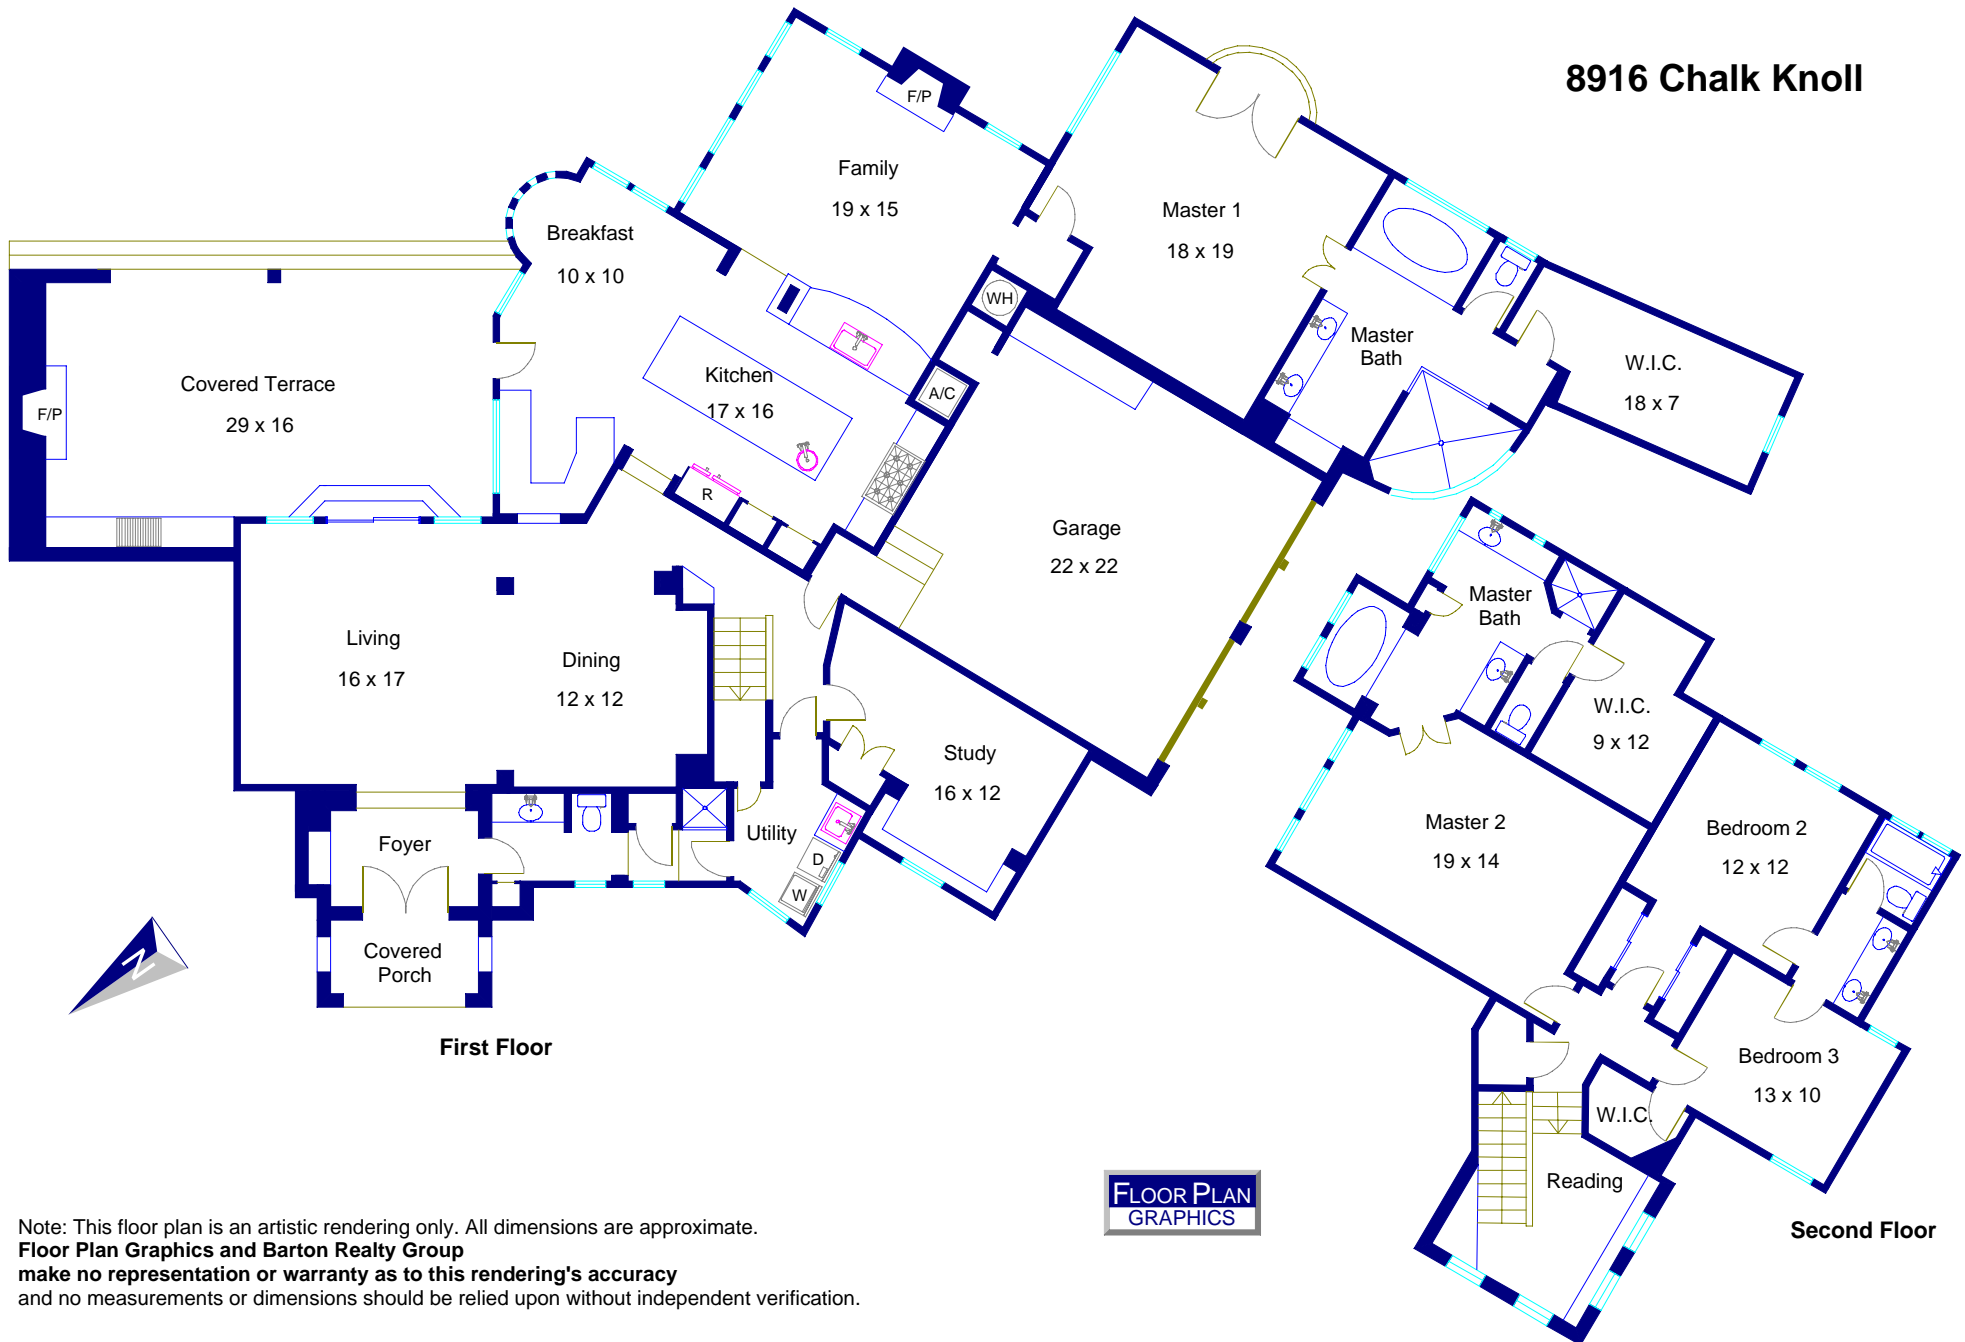 8916 Chalk Knoll
F/P
Family
19 x 15
Master 1
18 x 19
Breakfast
10 x 10
WH
Master
Bath
W.I.C.
18 x 7
Covered Terrace
29 x 16
F/P
Kitchen
17 x 16
A/C
R
Garage
22 x 22
Living
16 x 17
Dining
12 x 12
Study
16 x 12
Utility
D
W
Foyer
Covered
Porch
N
First Floor
Master
Bath
W.I.C.
9 x 12
Master 2
19 x 14
Bedroom 2
12 x 12
Bedroom 3
13 x 10
W.I.C.
Reading
Second Floor
FLOOR PLAN
GRAPHICS
Note: This floor plan is an artistic rendering only. All dimensions are approximate.
Floor Plan Graphics and Barton Realty Group
make no representation or warranty as to this rendering's accuracy
and no measurements or dimensions should be relied upon without independent verification.